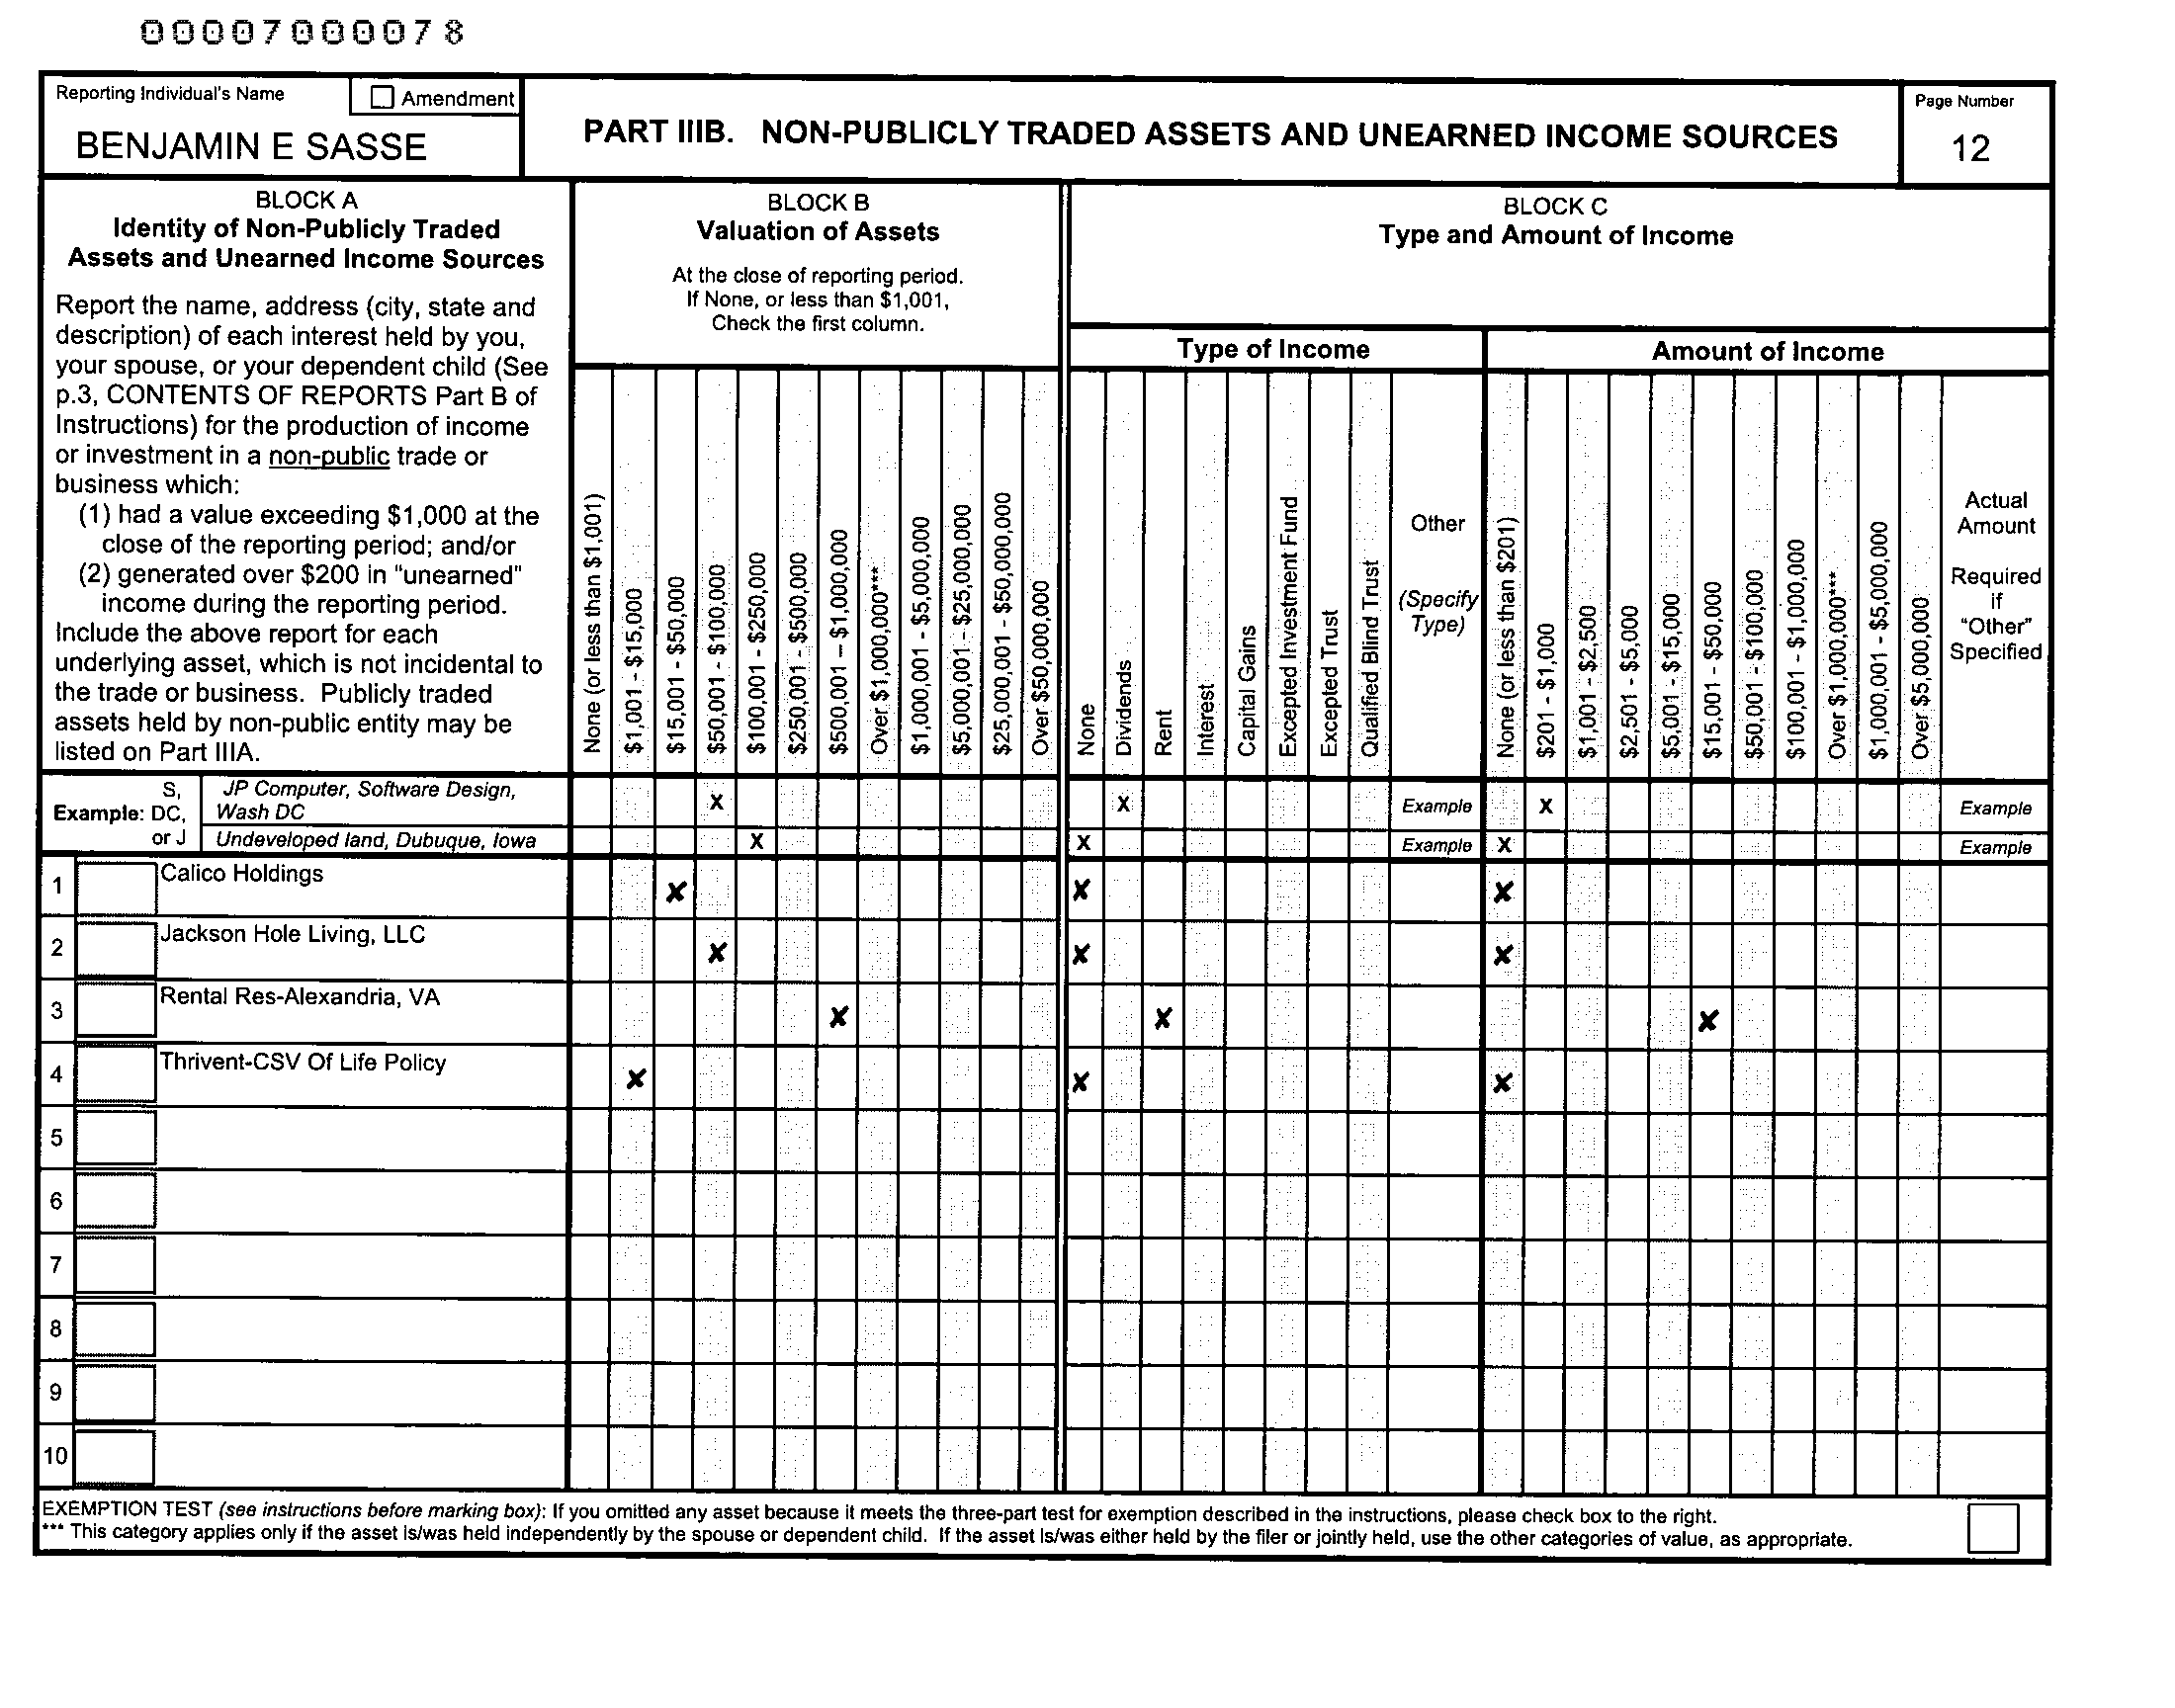 00007000078
Reporting Individual's Name
Amendment
BENJAMIN E SASSE
PART IIIB. NON-PUBLICLY TRADED ASSETS AND UNEARNED INCOME SOURCES
Page Number
12
BLOCK A
Identity of Non-Publicly Traded
Assets and Unearned Income Sources
Report the name, address (city, state and
description) of each interest held by you,
your spouse, or your dependent child (See
p.3, CONTENTS OF REPORTS Part B of
Instructions) for the production of income
or investment in a non-public trade or
business which:
(1) had a value exceeding $1,000 at the
close of the reporting period; and/or
(2) generated over $200 in "unearned"
income during the reporting period.
Include the above report for each
underlying asset, which is not incidental to
the trade or business. Publicly traded
assets held by non-public entity may be
listed on Part IIIA.
BLOCK B
Valuation of Assets
At the close of reporting period.
If None, or less than $1,001,
Check the first column.
None (or less than $1,001)
$1,001 - $15,000
$15,001 - $50,000
$50,001 - $100,000
$100,001 - $250,000
$250,001 - $500,000
$500,001 – $1,000,000
Over $1,000,000***
$1,000,001 - $5,000,000
$5,000,001 - $25,000,000
$25,000,001 - $50,000,000
Over $50,000,000
BLOCK C
Type and Amount of Income
Type of Income
None
Dividends
Rent
Interest
Capital Gains
Excepted Investment Fund
Excepted Trust
Qualified Blind Trust
Other
(Specify
Type)
Amount of Income
None (or less than $201)
$201 - $1,000
$1,001 - $2,500
$2,501 - $5,000
$5,001 - $15,000
$15,001 - $50,000
$50,001 - $100,000
$100,001 - $1,000,000
Over $1,000,000***
$1,000,001 - $5,000,000
Over $5,000,000
Actual
Amount
Required
if
"Other"
Specified
Example:
S,
DC,
or J
JP Computer, Software Design,
Wash DC
X X Example X Example
Undeveloped land, Dubuque, Iowa X X Example X Example
1 Calico Holdings X X X
2 Jackson Hole Living, LLC X X X
3 Rental Res-Alexandria, VA X X X
4 Thrivent-CSV Of Life Policy X X X
5
6
7
8
9
10
EXEMPTION TEST (see instructions before marking box): If you omitted any asset because it meets the three-part test for exemption described in the instructions, please check box to the right.
*** This category applies only if the asset is/was held independently by the spouse or dependent child. If the asset is/was either held by the filer or jointly held, use the other categories of value, as appropriate.